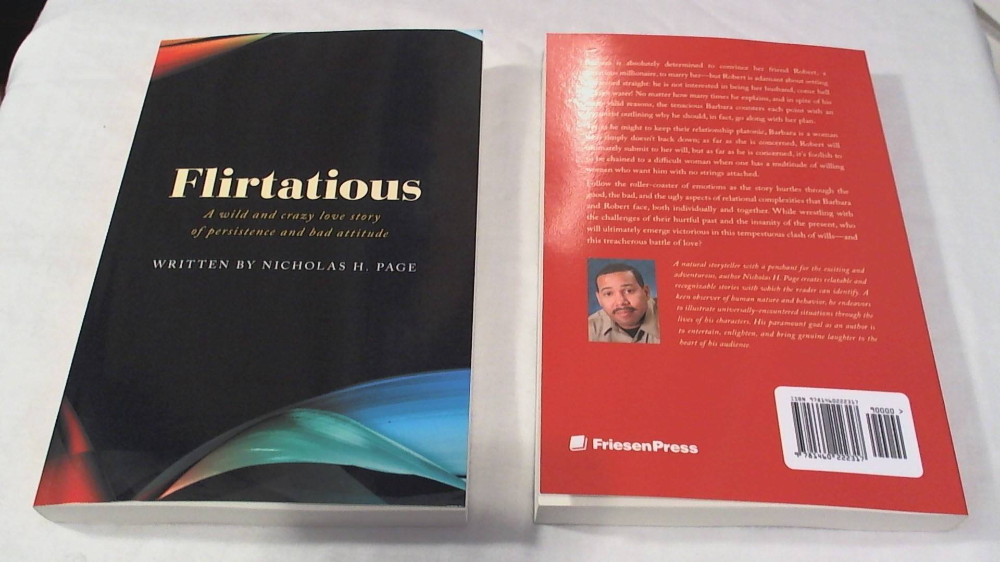 Flirtatious
A wild and crazy love story
of persistence and bad attitude
WRITTEN BY NICHOLAS H. PAGE
is absolutely determined to convince her friend Robert, a
millionaire, to marry her—but Robert is adamant about setting
straight: he is not interested in being her husband, come hell
water! No matter how many times he explains, and in spite of his
valid reasons, the tenacious Barbara counters each point with an
outlining why he should, in fact, go along with her plan.
he might to keep their relationship platonic, Barbara is a woman
simply doesn't back down; as far as she is concerned, Robert will
ultimately submit to her will, but as far as he is concerned, it's foolish to
be chained to a difficult woman when one has a multitude of willing
women who want him with no strings attached.
Follow the roller-coaster of emotions as the story hurtles through the
good, the bad, and the ugly aspects of relational complexities that Barbara
and Robert face, both individually and together. While wrestling with
the challenges of their hurtful past and the insanity of the present, who
will ultimately emerge victorious in this tempestuous clash of wills—and
this treacherous battle of love?
A natural storyteller with a penchant for the exciting and
adventurous, author Nicholas H. Page creates relatable and
recognizable stories with which the reader can identify. A
keen observer of human nature and behavior, he endeavors
to illustrate universally-encountered situations through the
lives of his characters. His paramount goal as an author is
to entertain, enlighten, and bring genuine laughter to the
heart of his audience.
ISBN 9781460222317
90000 >
9 781460 222317
FriesenPress